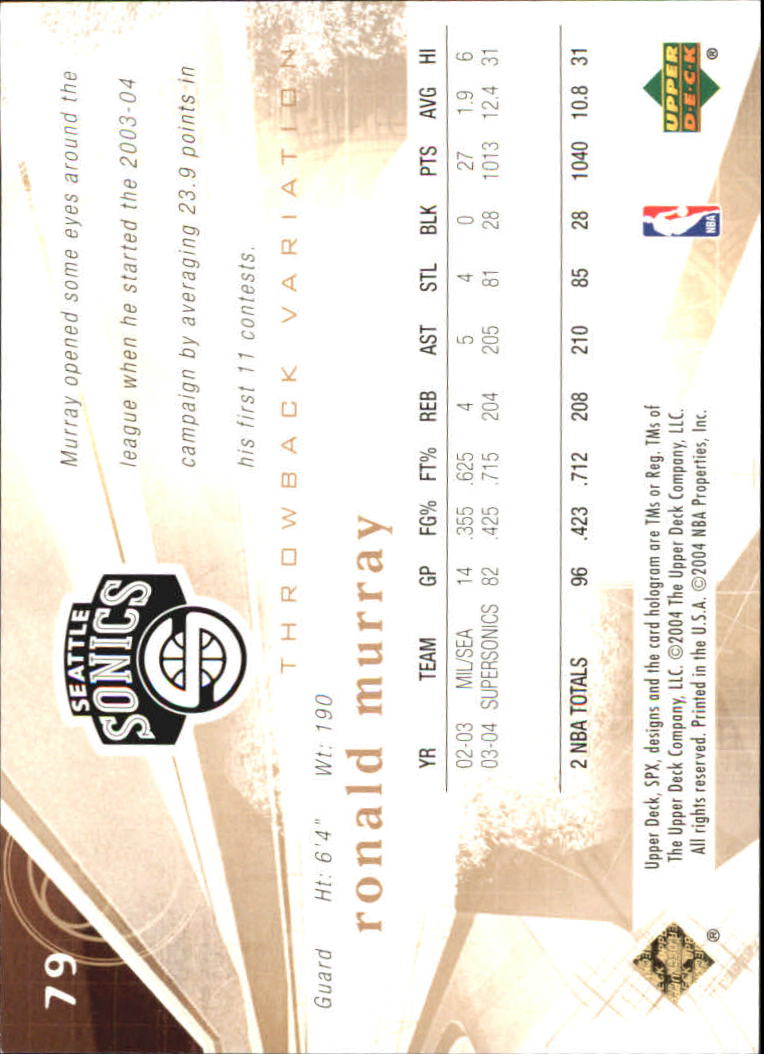 79
SEATTLE
SONICS
Murray opened some eyes around the
league when he started the 2003-04
campaign by averaging 23.9 points in
his first 11 contests.
THROWBACK VARIATION
Guard Ht: 6'4" Wt: 190
ronald murray
YR TEAM GP FG% FT% REB AST STL BLK PTS AVG HI
02-03 MIL/SEA 14 .355 .625 4 5 4 0 27 1.9 6
03-04 SUPERSONICS 82 .425 .715 204 205 81 28 1013 12.4 31
2 NBA TOTALS 96 .423 .712 208 210 85 28 1040 10.8 31
Upper Deck, SPX, designs and the card hologram are TMs or Reg. TMs of
The Upper Deck Company, LLC. ©2004 The Upper Deck Company, LLC.
All rights reserved. Printed in the U.S.A. ©2004 NBA Properties, Inc.
®
NBA
UPPER
D·E·C·K
®